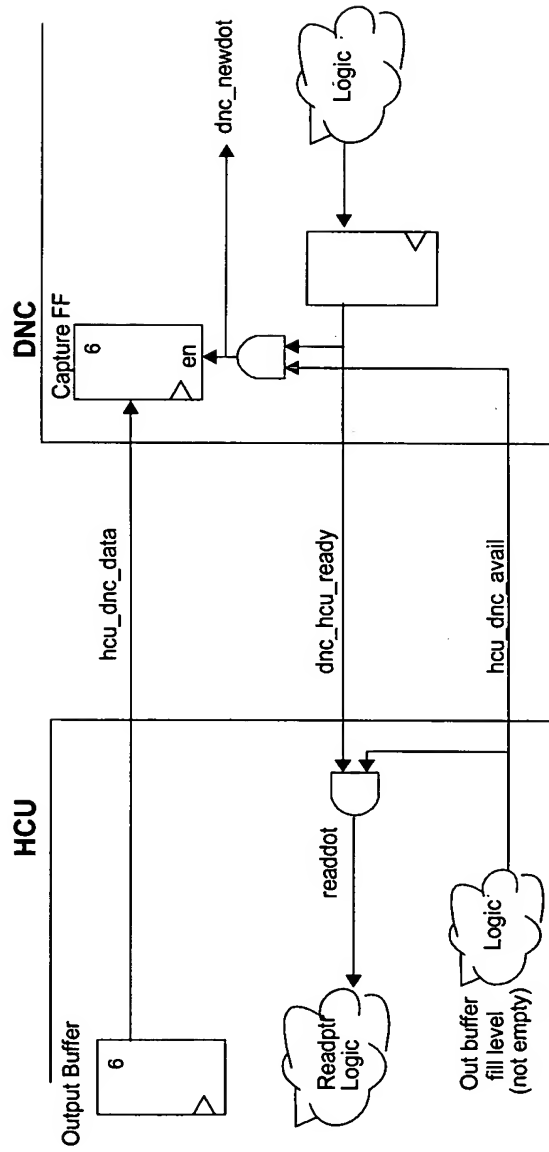 HCU
DNC
Output Buffer
6
hcu_dnc_data
Capture FF
6
en
dnc_newdot
Readptr
Logic
readdot
dnc_hcu_ready
Logic
Out buffer
fill level
(not empty)
Logic
hcu_dnc_avail